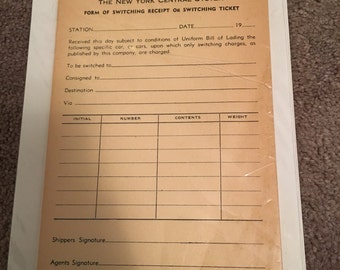 THE NEW YORK CENTRAL SYSTEM
FORM OF SWITCHING RECEIPT OR SWITCHING TICKET
STATION DATE 19
Received this day subject to conditions of Uniform Bill of Lading the
following specific car, or cars, upon which only switching charges, as
published by this company, are charged.
To be switched to
Consigned to
Destination
Via
INITIAL NUMBER CONTENTS WEIGHT
Shippers Signature
Agents Signature